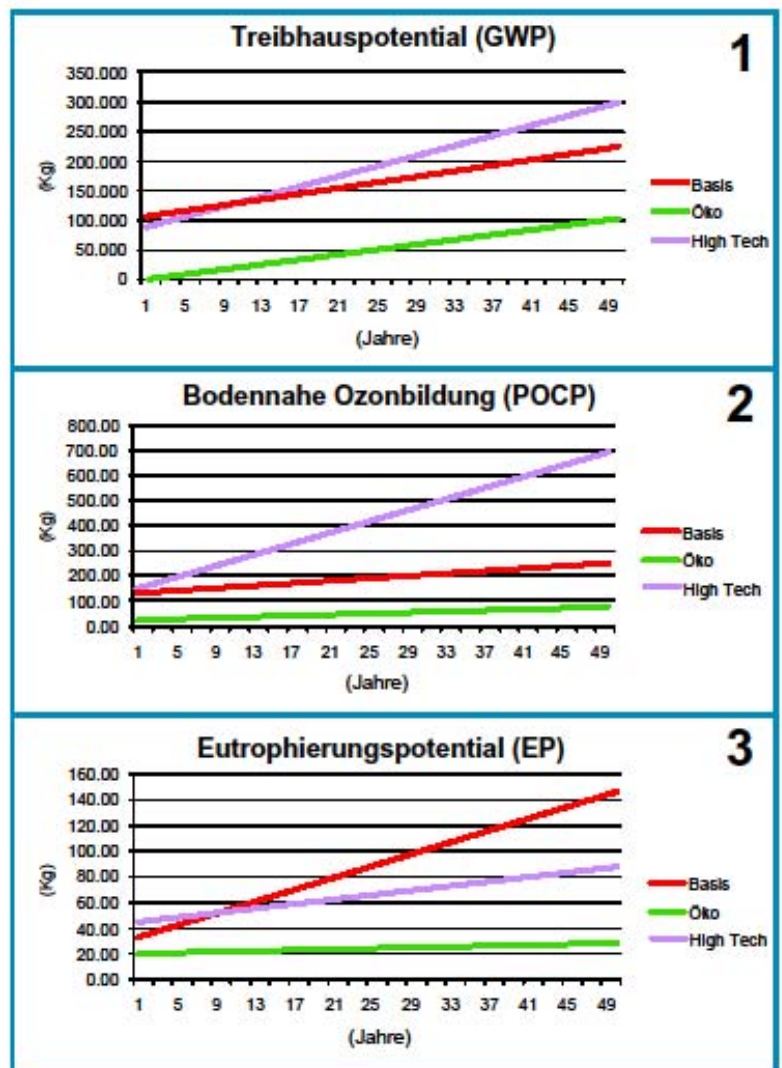 Treibhauspotential (GWP)
1
350.000
300.000
250.000
200.000
150.000
100.000
50.000
0
(Kg)
1 5 9 13 17 21 25 29 33 37 41 45 49
(Jahre)
Basis
Öko
High Tech
Bodennahe Ozonbildung (POCP)
2
800.00
700.00
600.00
500.00
400.00
300.00
200.00
100.00
0.00
(Kg)
1 5 9 13 17 21 25 29 33 37 41 45 49
(Jahre)
Basis
Öko
High Tech
Eutrophierungspotential (EP)
3
160.00
140.00
120.00
100.00
80.00
60.00
40.00
20.00
0.00
(Kg)
1 5 9 13 17 21 25 29 33 37 41 45 49
(Jahre)
Basis
Öko
High Tech